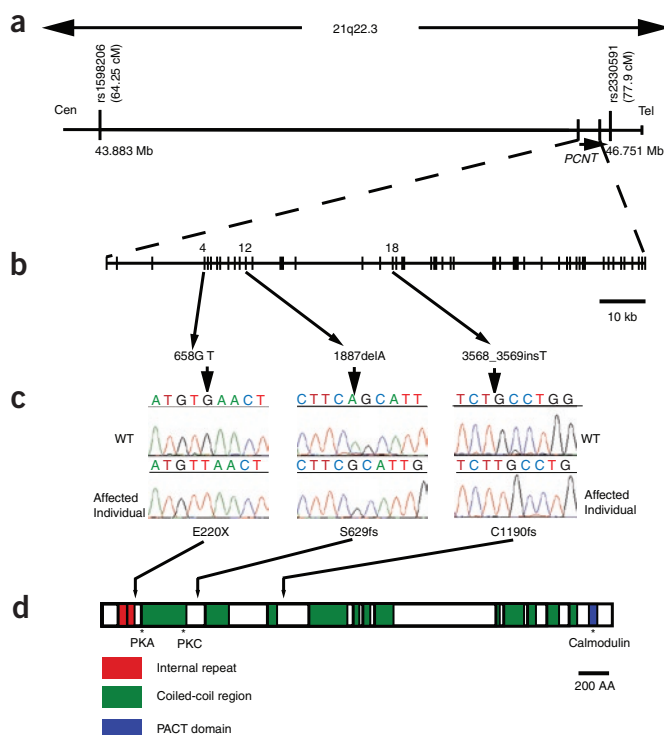 a
21q22.3
rs1598206
(64.25 cM)
rs2330591
(77.9 cM)
Cen
Tel
43.883 Mb
46.751 Mb
PCNT
b
4 12 18
10 kb
658G T 1887delA 3568_3569insT
c
ATGTGAACT CTTCAGCATT TCTGCCTGG
WT WT
ATGTTAACT CTTCGCATTG TCTTGCCTG
Affected Individual
Affected Individual
E220X S629fs C1190fs
d
* * *
PKA PKC Calmodulin
Internal repeat
Coiled-coil region
PACT domain
200 AA